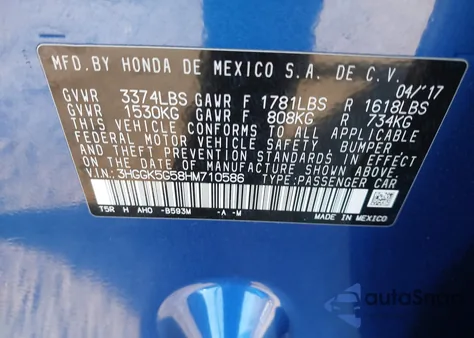 MFD. BY HONDA DE MEXICO S.A. DE C.V.
04/'17
GVWR 3374LBS GAWR F 1781LBS R 1618LBS
GVWR 1530KG GAWR F 808KG R 734KG
THIS VEHICLE CONFORMS TO ALL APPLICABLE
FEDERAL MOTOR VEHICLE SAFETY, BUMPER
AND THEFT PREVENTION STANDARDS IN EFFECT ON THE
DATE OF MANUFACTURE SHOWN ABOVE.
V.I.N: 3HGGK5G58HM710586 TYPE: PASSENGER CAR
T5R H AH0 -B593M -A -M MADE IN MEXICO